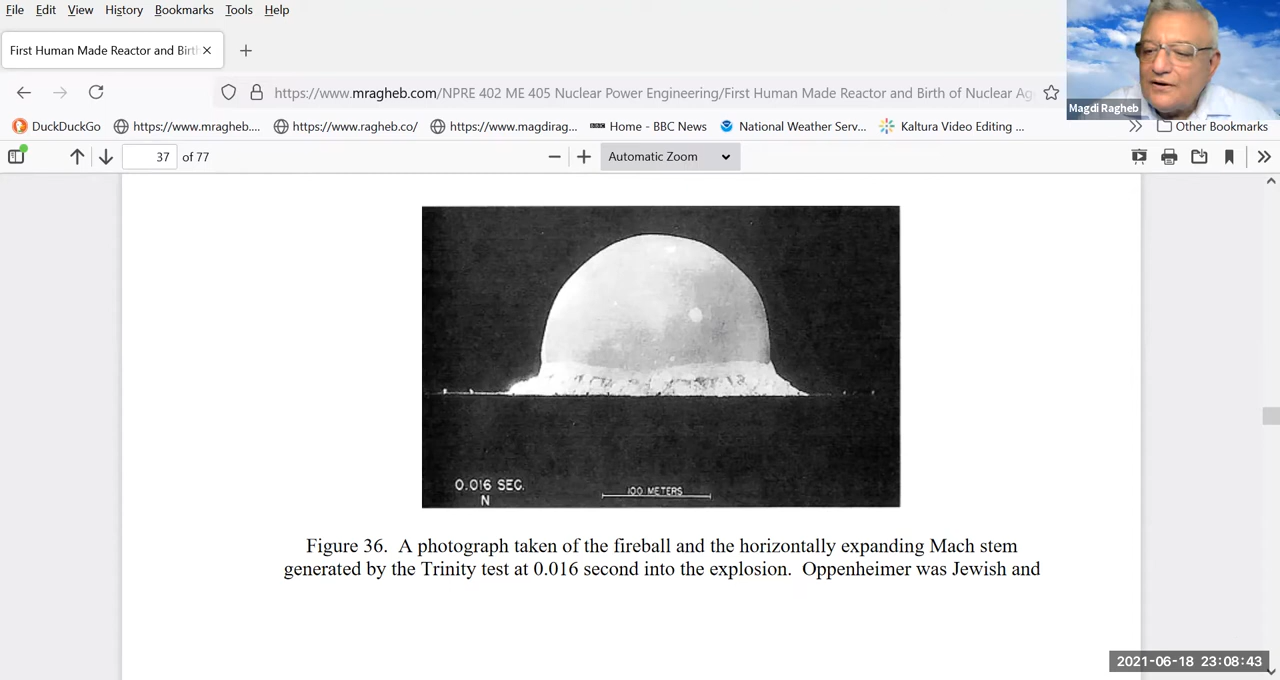 File Edit View History Bookmarks Tools Help
First Human Made Reactor and Birt
https://www.mragheb.com/NPRE 402 ME 405 Nuclear Power Engineering/First Human Made Reactor and Birth of Nuclear Ag
Magdi Ragheb
DuckDuckGo https://www.mragheb.... https://www.ragheb.co/ https://www.magdirag... BBC Home - BBC News National Weather Serv... Kaltura Video Editing ... Other Bookmarks
37 of 77 Automatic Zoom
0.016 SEC.
N
100 METERS
Figure 36. A photograph taken of the fireball and the horizontally expanding Mach stem
generated by the Trinity test at 0.016 second into the explosion. Oppenheimer was Jewish and
2021-06-18 23:08:43